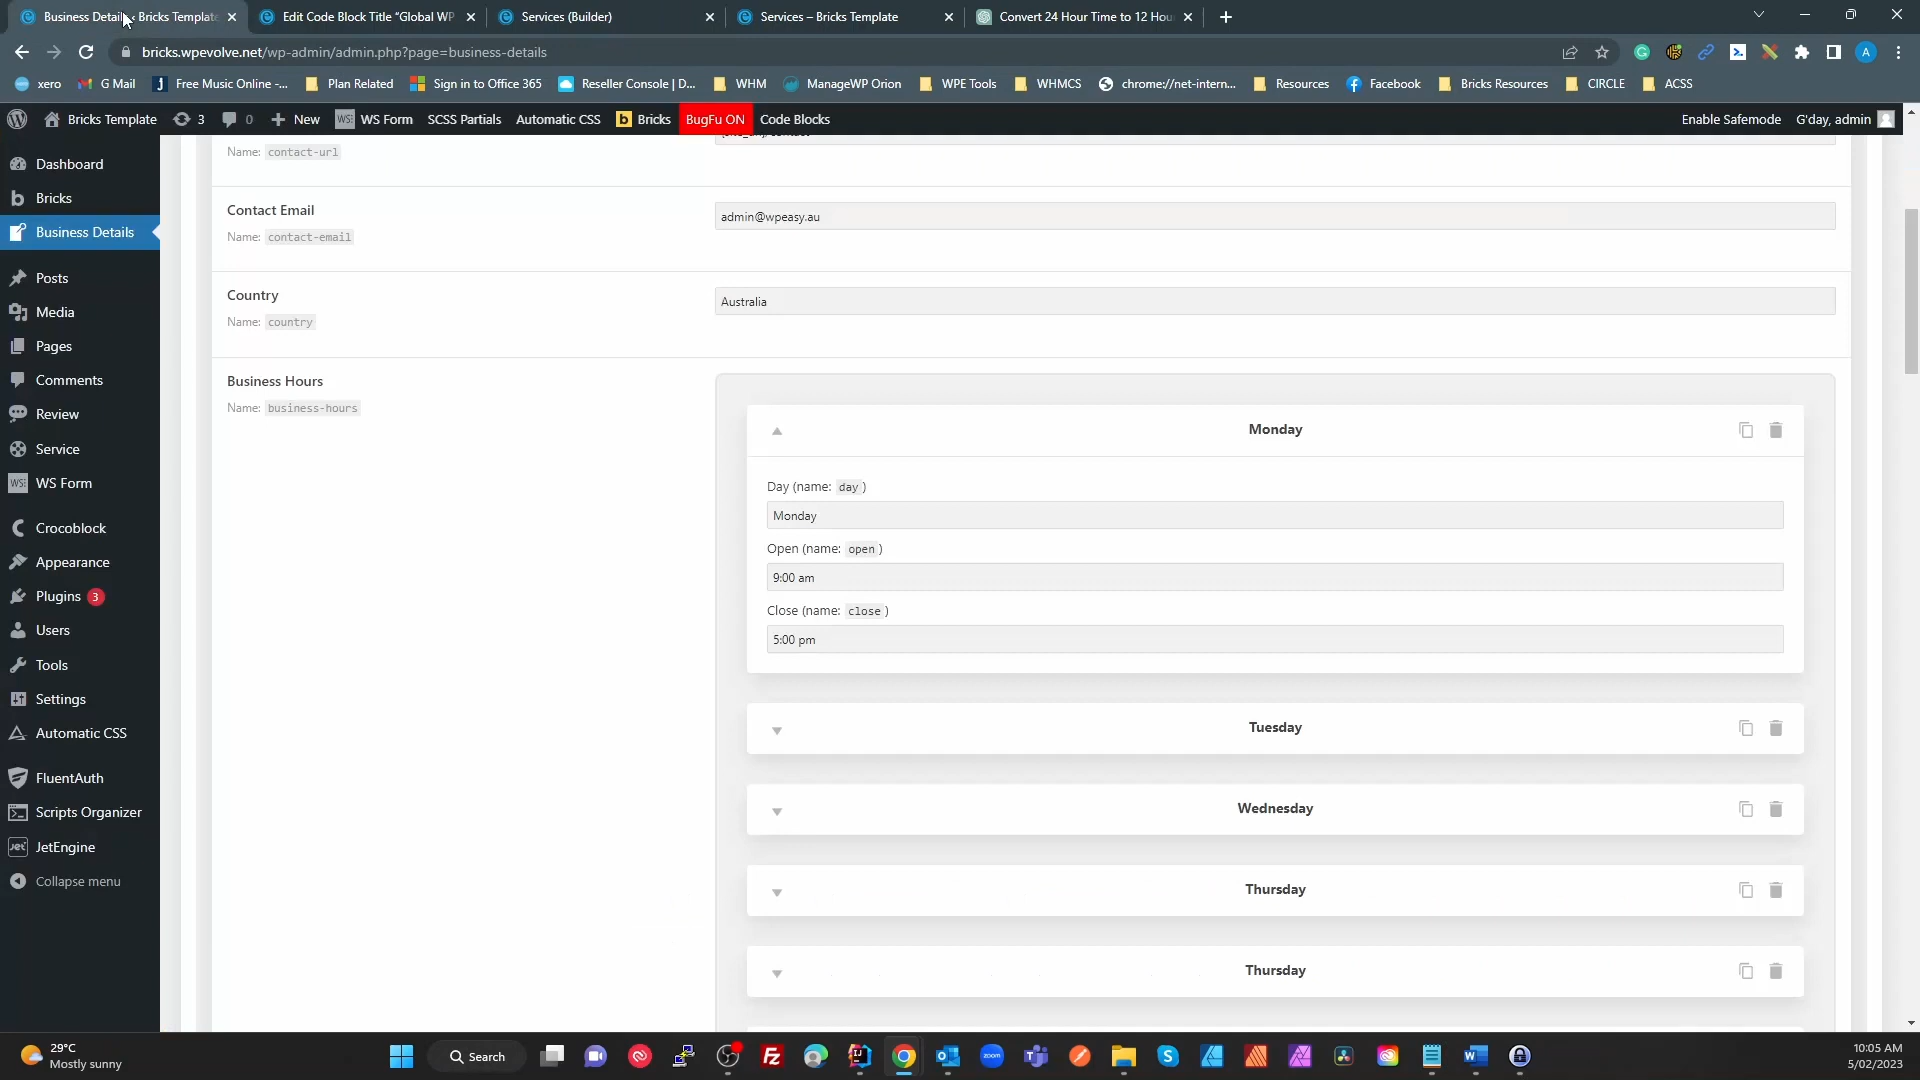 Business Details ‹ Bricks Template
Edit Code Block Title “Global WP
Services (Builder)
Services – Bricks Template
Convert 24 Hour Time to 12 Hou
bricks.wpevolve.net/wp-admin/admin.php?page=business-details
A
xero
G Mail
Free Music Online -...
Plan Related
Sign in to Office 365
Reseller Console | D...
WHM
ManageWP Orion
WPE Tools
WHMCS
chrome://net-intern...
Resources
Facebook
Bricks Resources
CIRCLE
ACSS
Bricks Template
3
0
New
WS Form
SCSS Partials
Automatic CSS
Bricks
BugFu ON
Code Blocks
Enable Safemode
G'day, admin
Dashboard
Bricks
Business Details
Posts
Media
Pages
Comments
Review
Service
WS Form
Crocoblock
Appearance
Plugins 3
Users
Tools
Settings
Automatic CSS
FluentAuth
Scripts Organizer
JetEngine
Collapse menu
Name: contact-url
Contact Email
Name: contact-email
admin@wpeasy.au
Country
Name: country
Australia
Business Hours
Name: business-hours
Monday
Day (name: day )
Monday
Open (name: open )
9:00 am
Close (name: close )
5:00 pm
Tuesday
Wednesday
Thursday
Thursday
29°C
Mostly sunny
Search
10:05 AM
5/02/2023